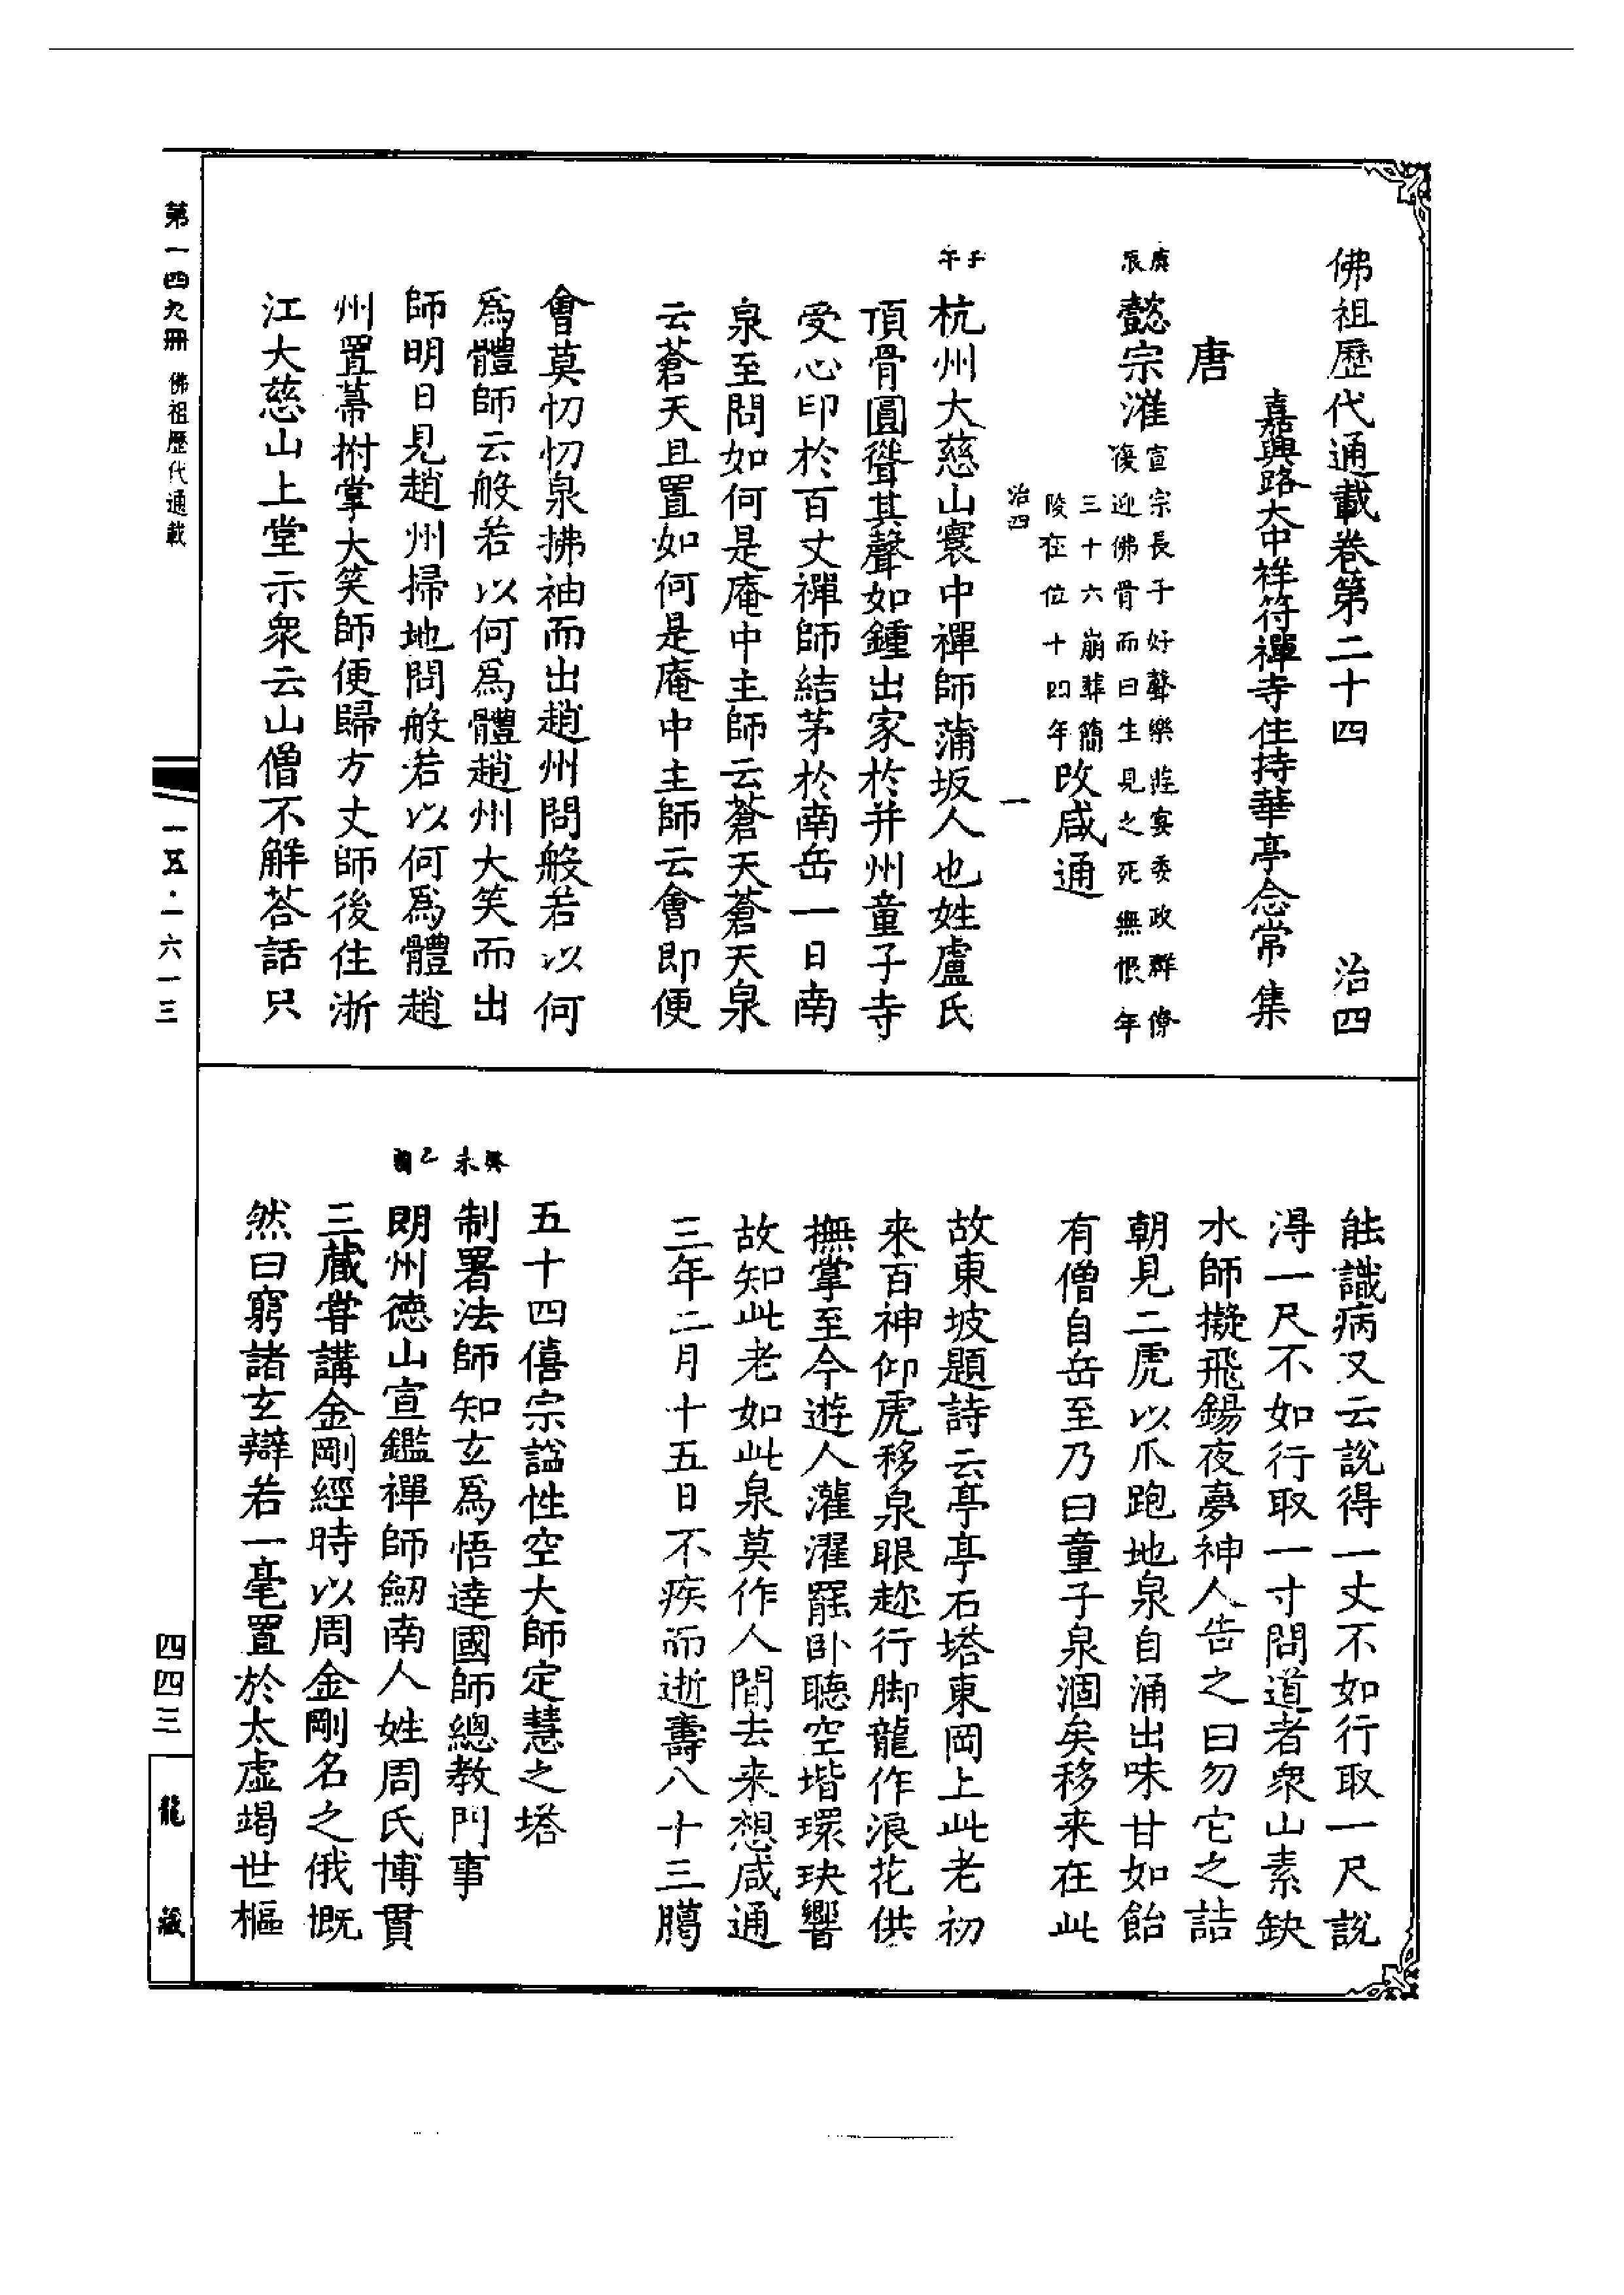 佛祖歷代通載卷第二十四 治四
嘉興路大中祥符禪寺住持華亭念常集
唐
庚辰
懿宗漼
宣宗長子好聲樂遊宴委政群僚
復迎佛骨而曰生見之死無恨年
三十六崩葬簡
陵在位十四年
改咸通
治四 一
壬午
杭州大慈山寰中禪師蒲坂人也姓盧氏
頂骨圓聳其聲如鍾出家於并州童子寺
受心印於百丈禪師結茅於南岳一日南
泉至問如何是庵中主師云蒼天蒼天泉
云蒼天且置如何是庵中主師云會即便
會莫忉忉泉拂袖而出趙州問般若以何
為體師云般若以何為體趙州大笑而出
師明日見趙州掃地問般若以何為體趙
州置帚拊掌大笑師便歸方丈師後住浙
江大慈山上堂示眾云山僧不解荅話只
能識病又云說得一丈不如行取一尺說
淂一尺不如行取一寸問道者眾山素缺
水師擬飛錫夜夢神人告之曰勿它之詰
朝見二虎以爪跑地泉自涌出味甘如飴
有僧自岳至乃曰童子泉涸矣移来在此
故東坡題詩云亭亭石塔東岡上此老初
来百神仰虎移泉眼趂行脚龍作浪花供
撫掌至今遊人灌濯罷卧聽空堦環玦響
故知此老如此泉莫作人間去来想咸通
三年二月十五日不疾而逝壽八十三臈
五十四僖宗諡性空大師定慧之塔
癸未
制署法師知玄為悟達國師總教門事
乙酉
朗州德山宣鑑禪師劒南人姓周氏博貫
三藏甞講金剛經時以周金剛名之俄慨
然曰窮諸玄辯若一毫置於太虛竭世樞
第一四九冊 佛祖歷代通載
一五·一六一三
四四三
龍藏